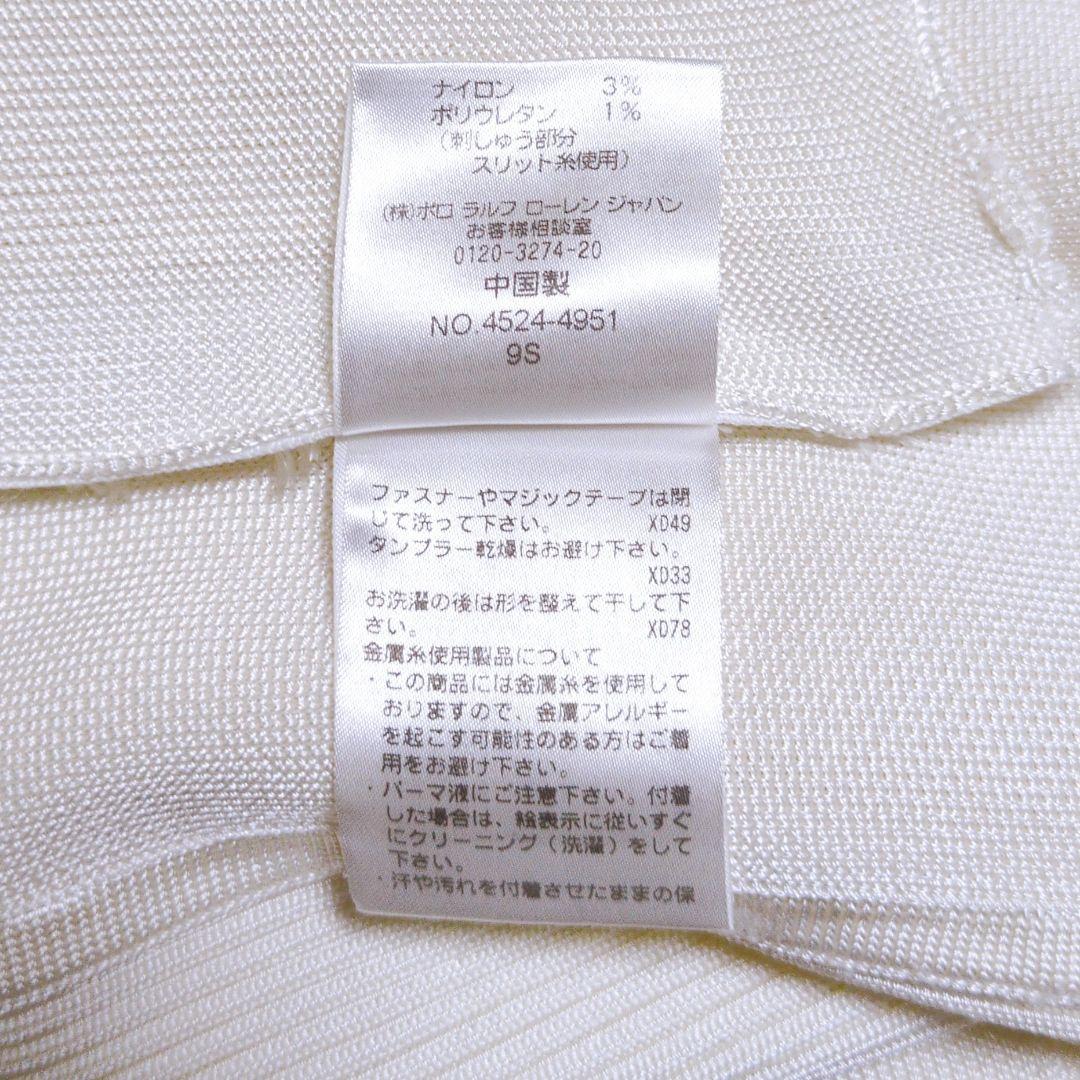 ナイロン 3%
ポリウレタン 1%
(刺しゅう部分
スリット糸使用)
(株)ポロ ラルフ ローレン ジャパン
お客様相談室
0120-3274-20
中国製
NO.4524-4951
9S
ファスナーやマジックテープは閉
じて洗って下さい。 XD49
タンブラー乾燥はお避け下さい。
XD33
お洗濯の後は形を整えて干して下
さい。 XD78
金属糸使用製品について
・この商品には金属糸を使用して
おりますので、金属アレルギー
を起こす可能性のある方はご着
用をお避け下さい。
・パーマ液にご注意下さい。付着
した場合は、絵表示に従いすぐ
にクリーニング(洗濯)をして
下さい。
・汗や汚れを付着させたままの保